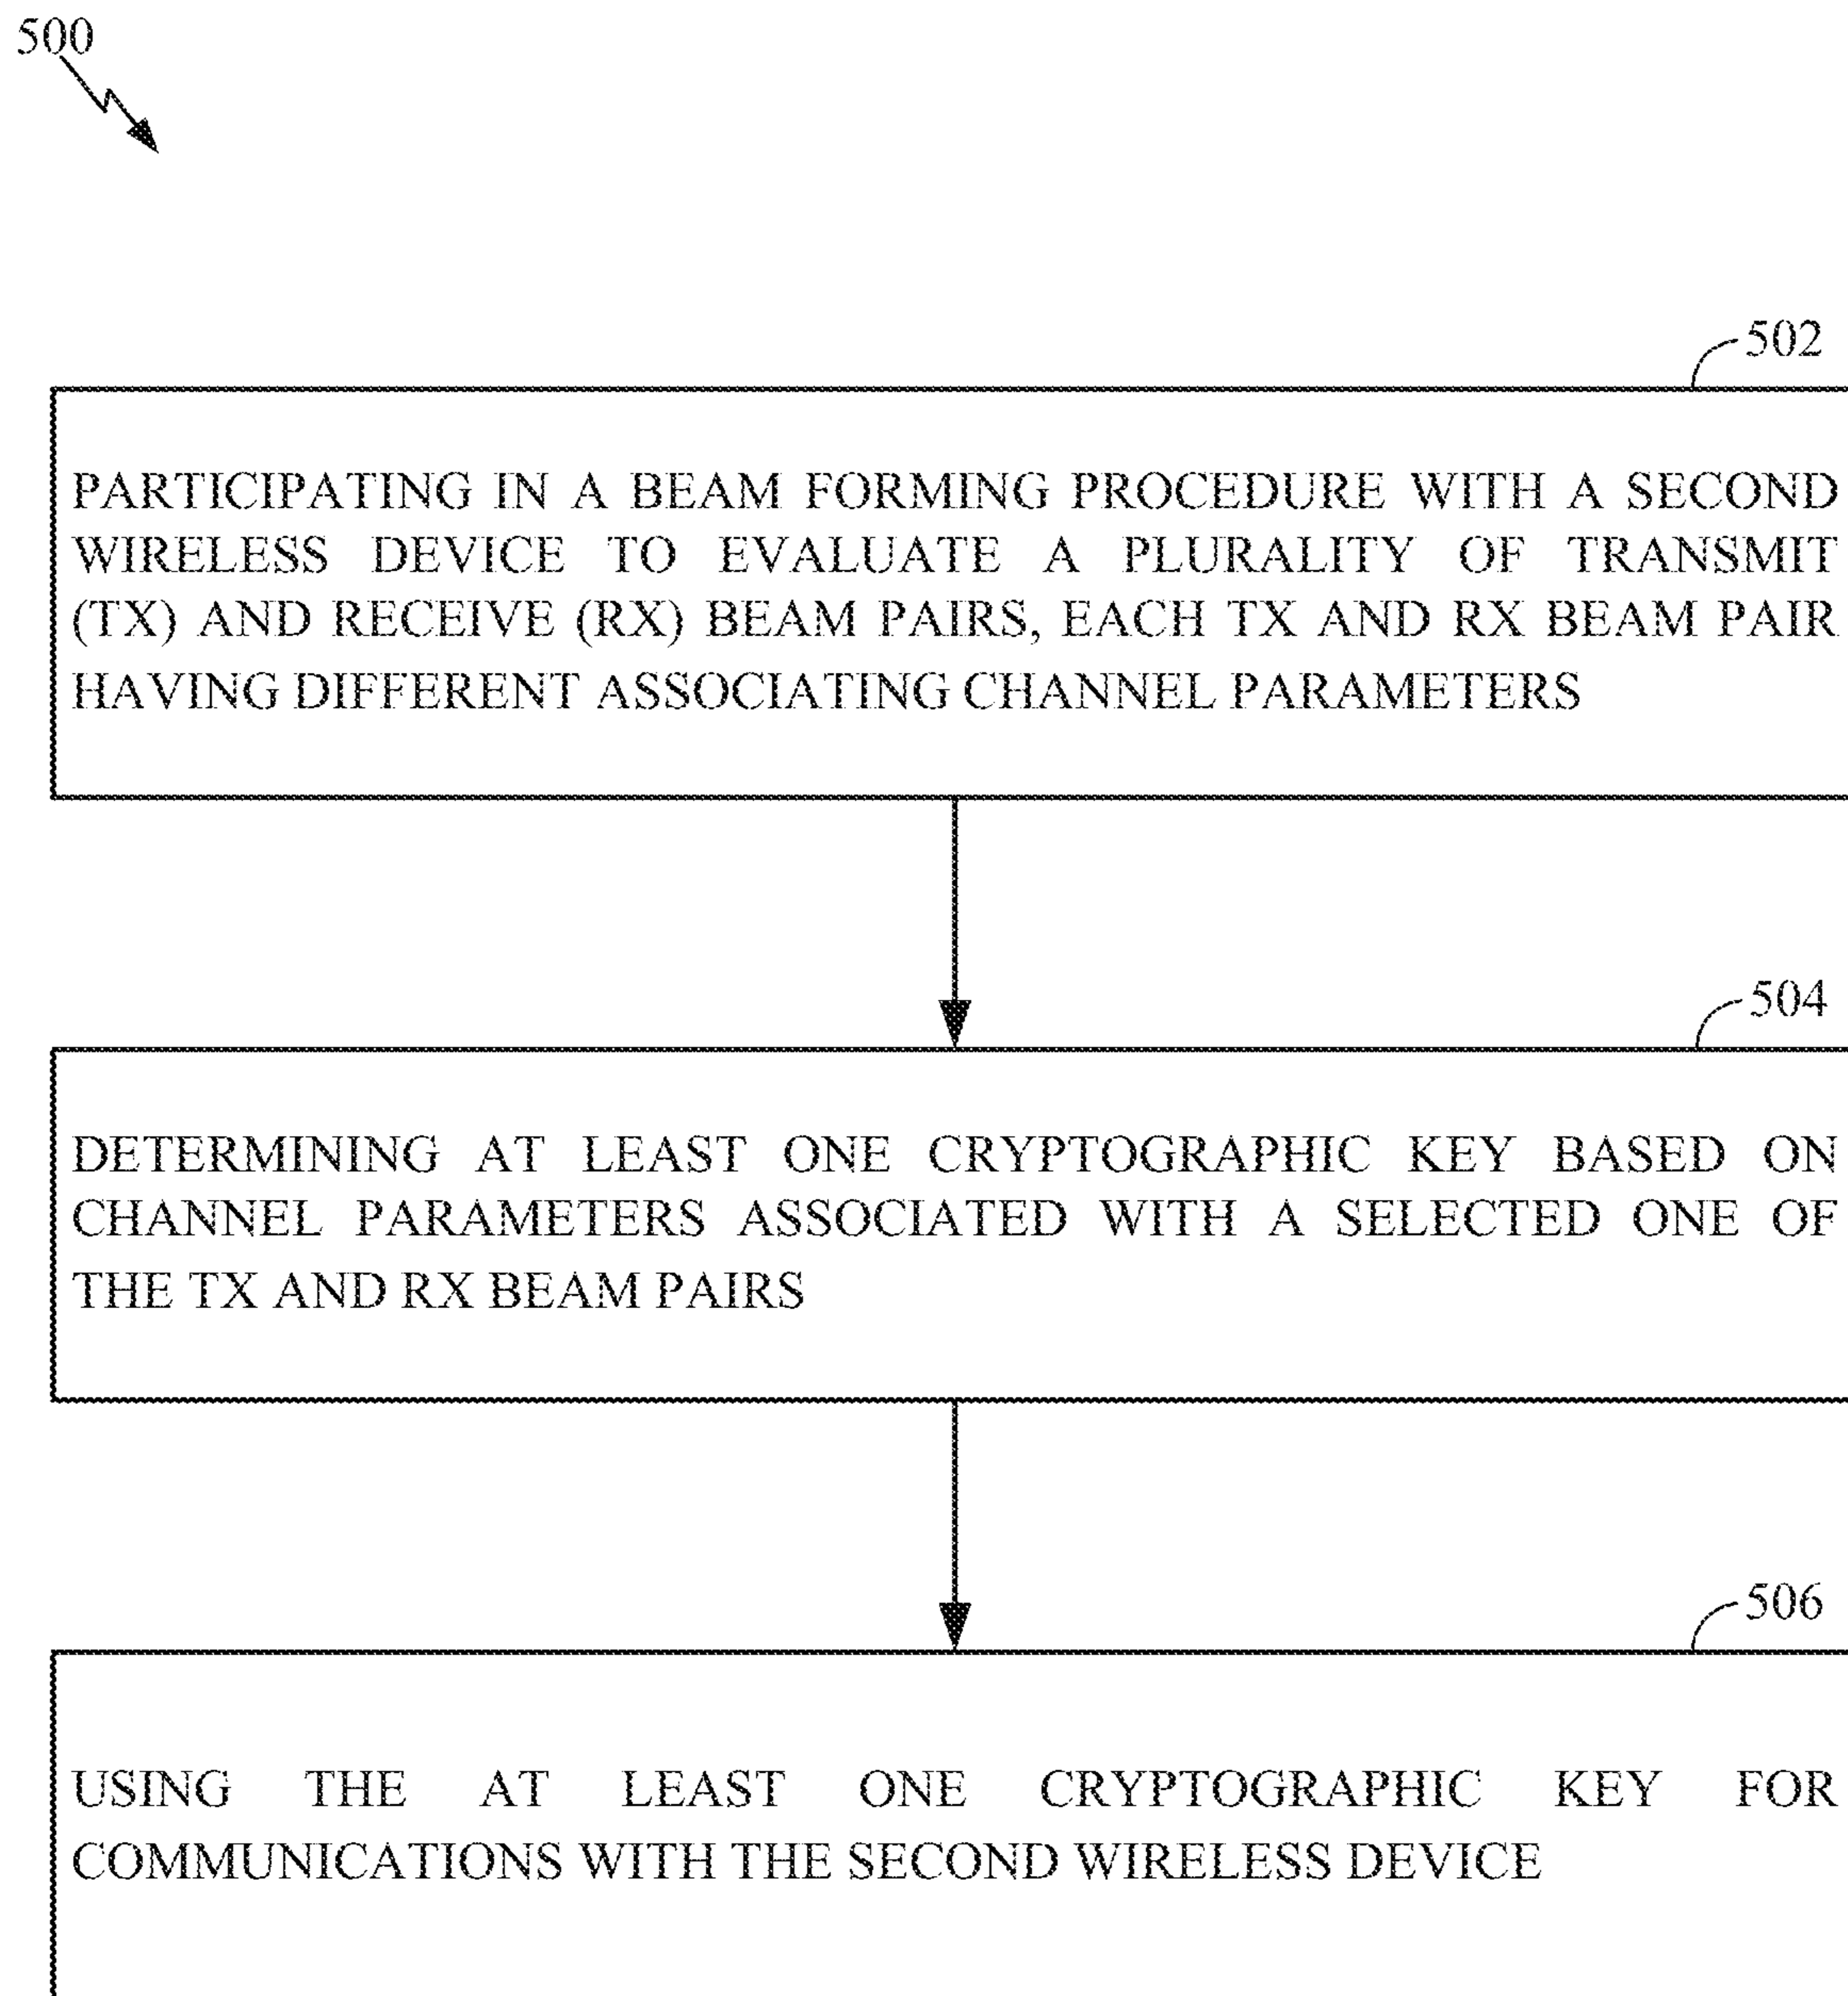 500
502
PARTICIPATING IN A BEAM FORMING PROCEDURE WITH A SECOND
WIRELESS DEVICE TO EVALUATE A PLURALITY OF TRANSMIT
(TX) AND RECEIVE (RX) BEAM PAIRS, EACH TX AND RX BEAM PAIR
HAVING DIFFERENT ASSOCIATING CHANNEL PARAMETERS
504
DETERMINING AT LEAST ONE CRYPTOGRAPHIC KEY BASED ON
CHANNEL PARAMETERS ASSOCIATED WITH A SELECTED ONE OF
THE TX AND RX BEAM PAIRS
506
USING THE AT LEAST ONE CRYPTOGRAPHIC KEY FOR
COMMUNICATIONS WITH THE SECOND WIRELESS DEVICE